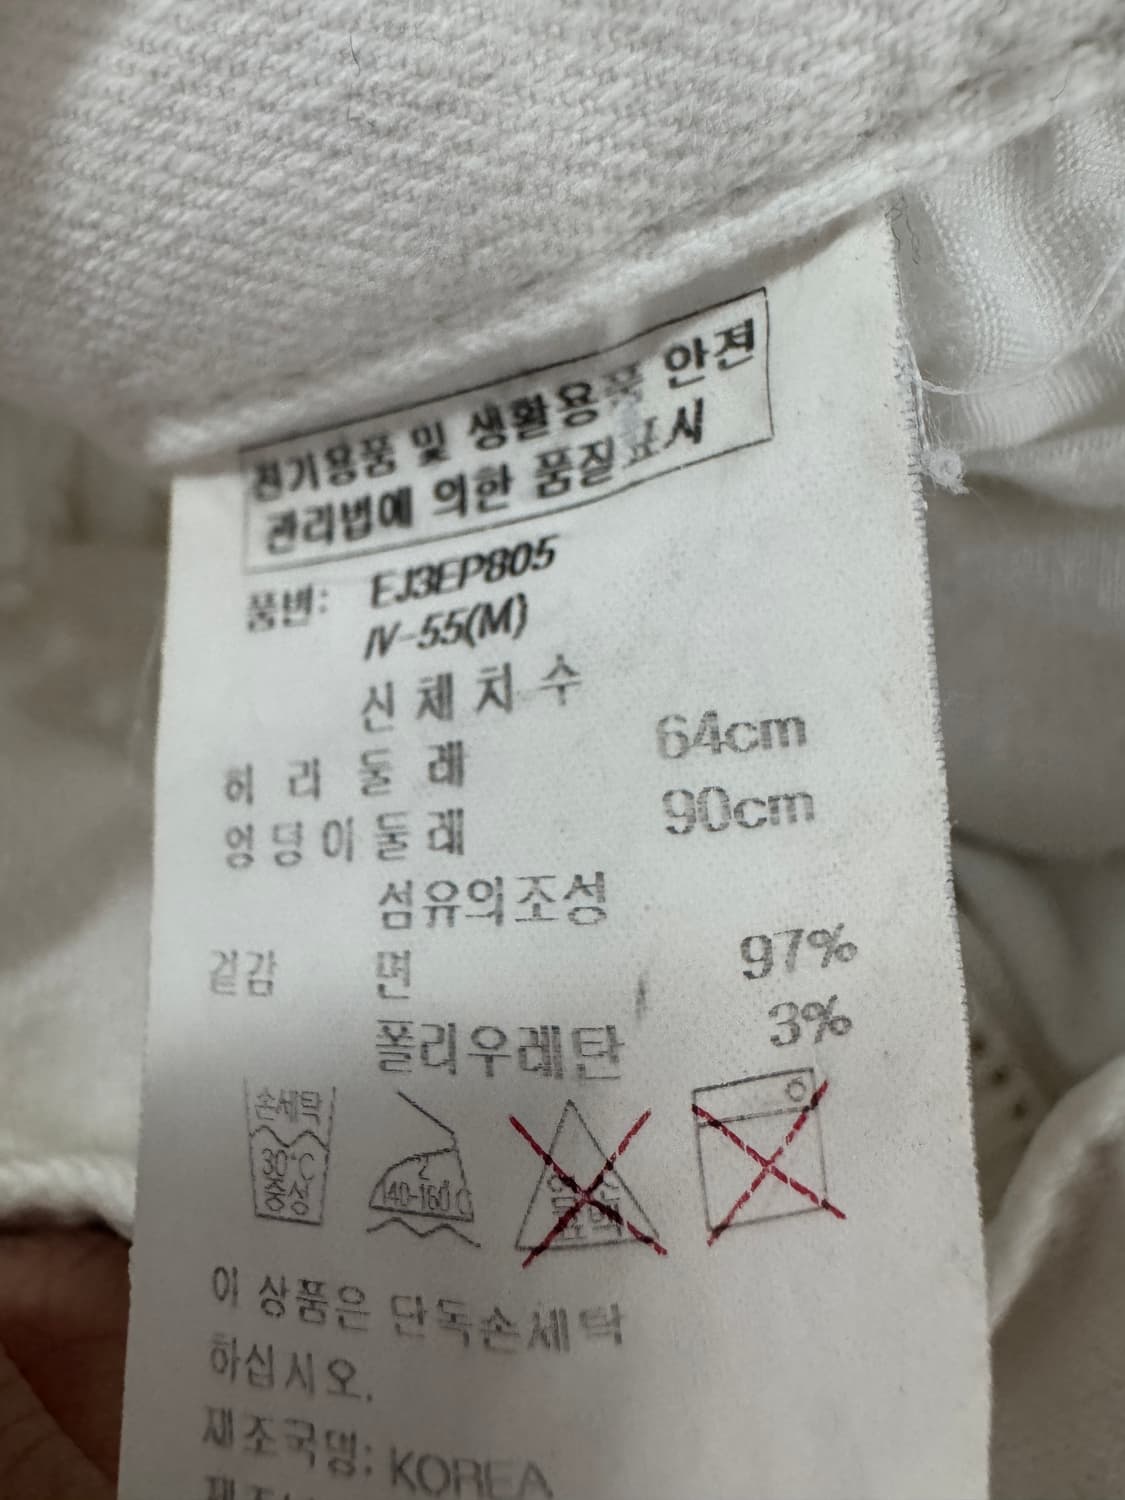 전기용품 및 생활용품 안전
관리법에 의한 품질표시
품번: EJ3EP805
IV-55(M)
신체치수
허리둘레 64cm
엉덩이둘레 90cm
섬유의조성
겉감 면 97%
폴리우레탄 3%
손세탁
30°C
중성
2
140-160°C
이 상품은 단독손세탁
하십시오.
제조국명: KOREA